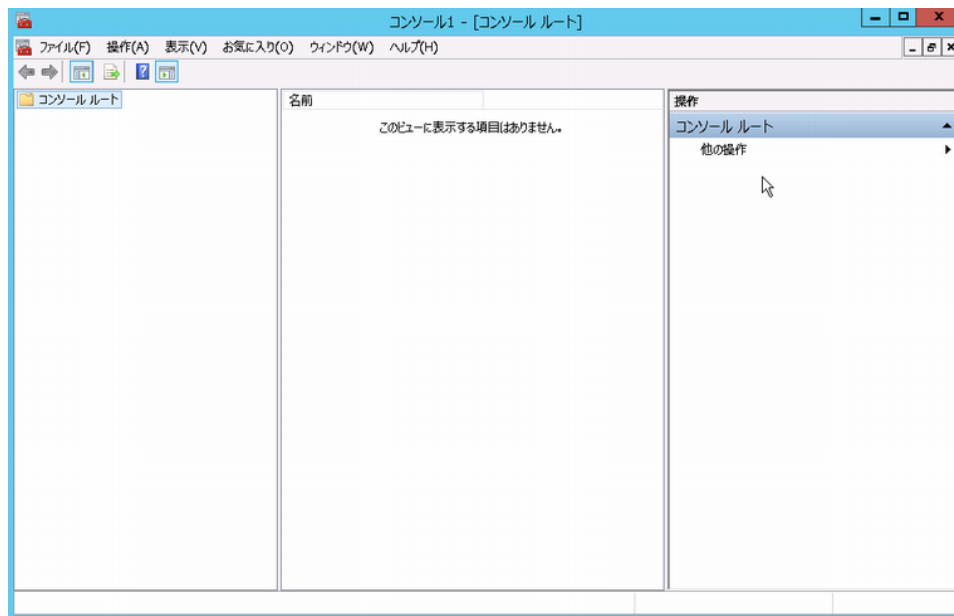 コンソール1 - [コンソール ルート]
ファイル(F) 操作(A) 表示(V) お気に入り(O) ウィンドウ(W) ヘルプ(H)
コンソール ルート
名前
このビューに表示する項目はありません。
操作
コンソール ルート
他の操作